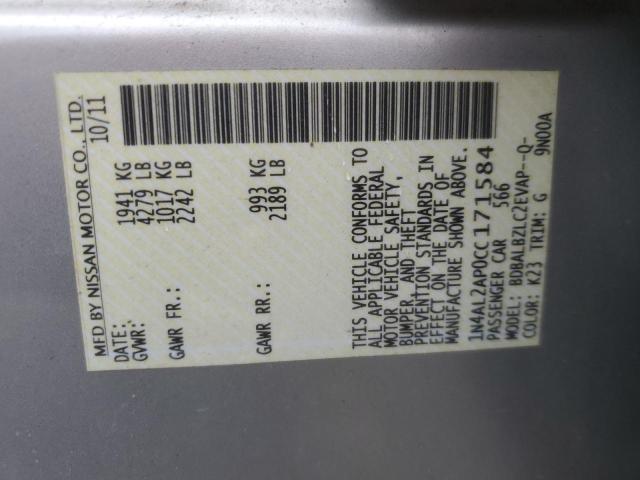 MFD BY NISSAN MOTOR CO., LTD.
DATE: 10/11
GVWR: 1941 KG
4279 LB
GAWR FR.: 1017 KG
2242 LB
GAWR RR.: 993 KG
2189 LB
THIS VEHICLE CONFORMS TO
ALL APPLICABLE FEDERAL
MOTOR VEHICLE SAFETY,
BUMPER, AND THEFT
PREVENTION STANDARDS IN
EFFECT ON THE DATE OF
MANUFACTURE SHOWN ABOVE.
1N4AL2AP0CC171584
PASSENGER CAR 566
MODEL: BDBALBZLC2EVAP--Q-
COLOR: K23 TRIM: G 9N00A